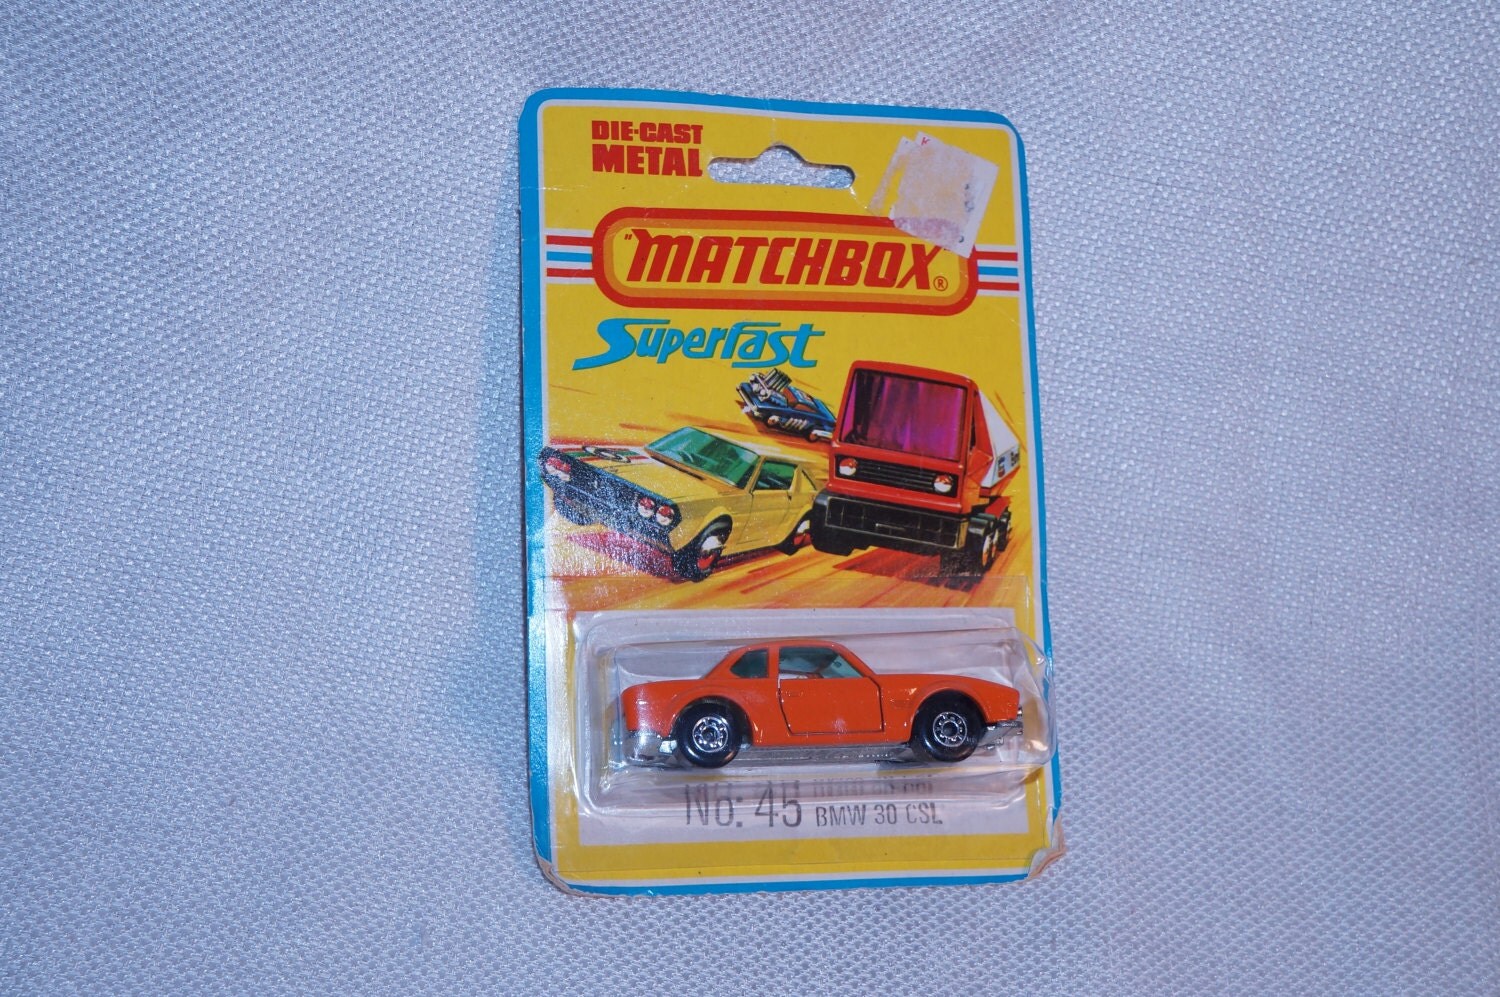 DIE-CAST
METAL
"MATCHBOX"®
Superfast
No: 45 BMW 30 CSL